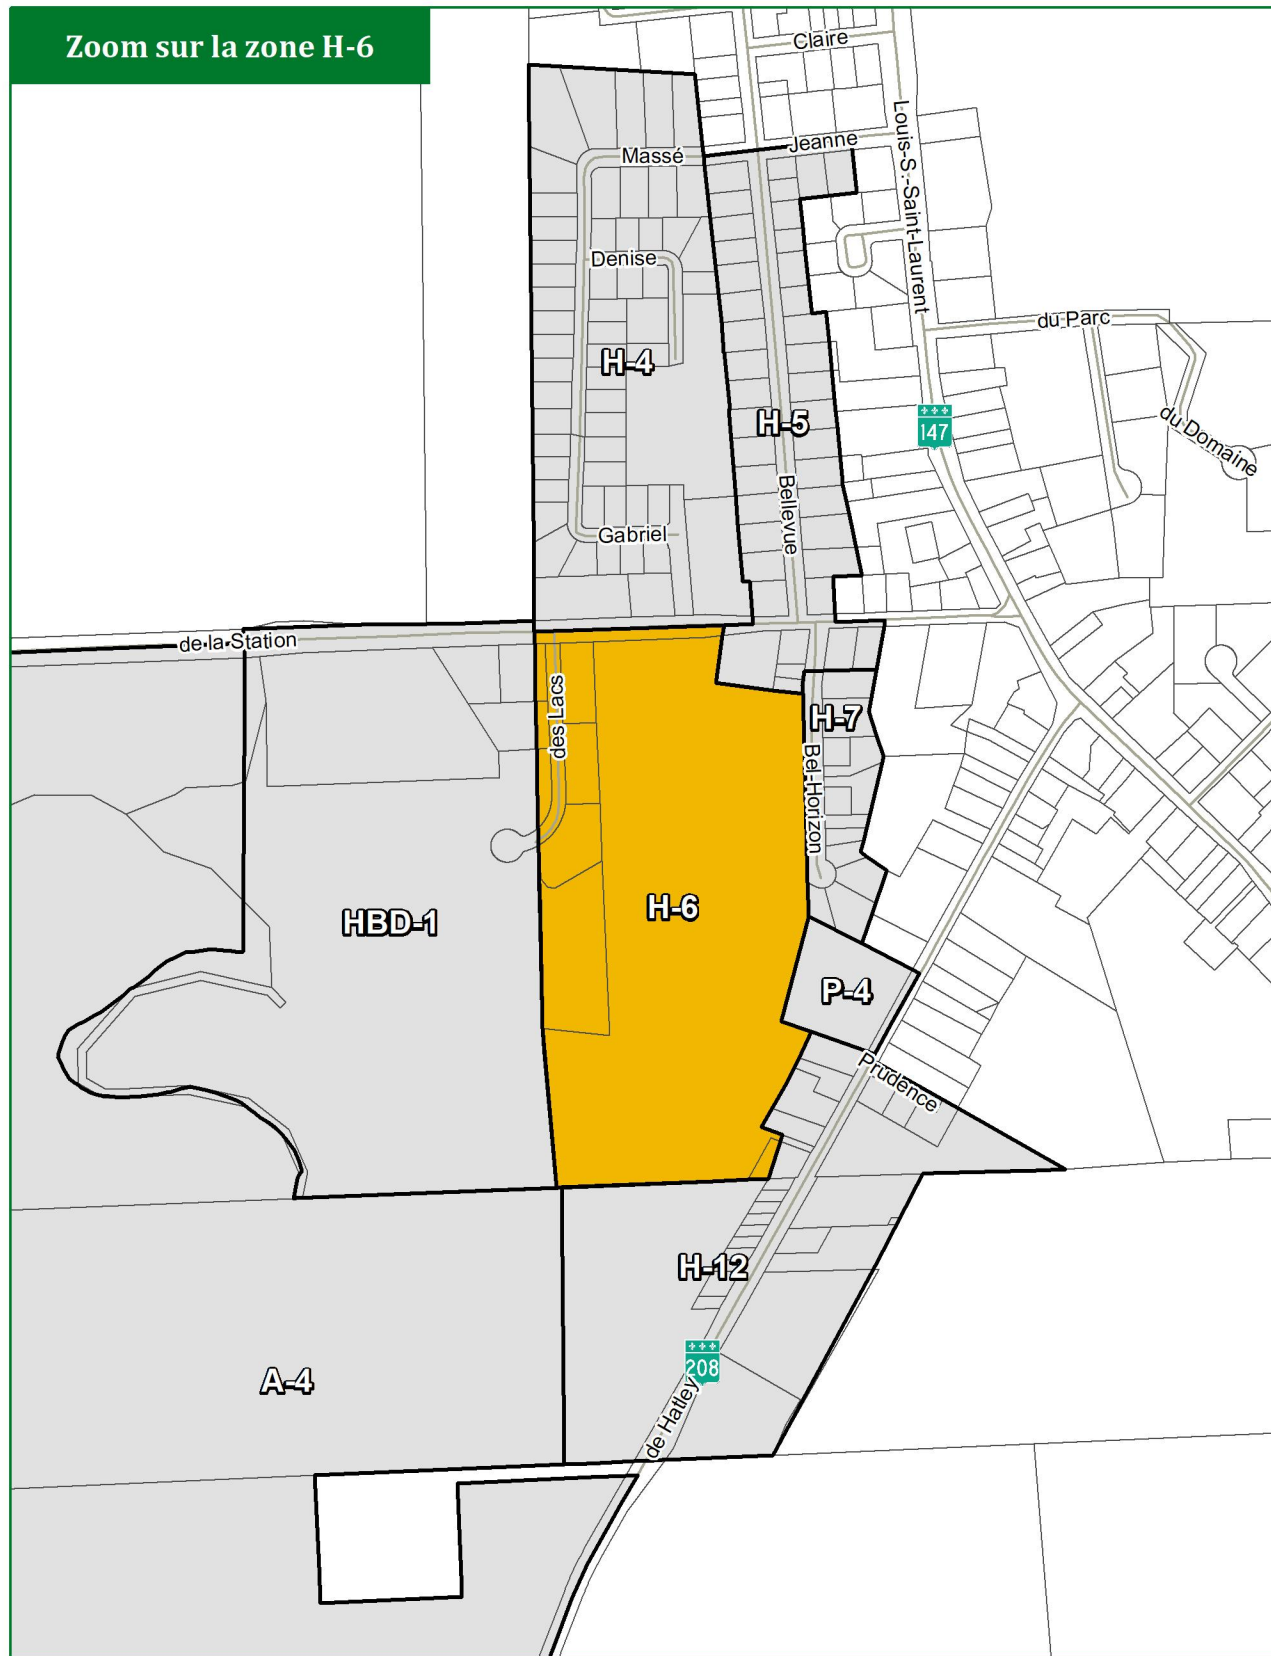 Zoom sur la zone H-6
Claire
Louis-S.-Saint-Laurent
Jeanne
Massé
Denise
du Parc
H-4
H-5
147
du Domaine
Bellevue
Gabriel
de la Station
des Lacs
H-7
Bel-Horizon
HBD-1
H-6
P-4
Prudence
H-12
208
A-4
de Hatley